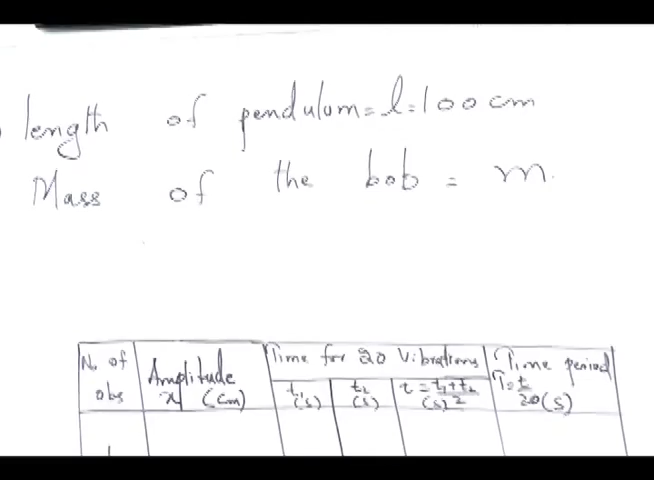 length of pendulum = l = 100 cm
Mass of the bob = m.
No. of obs
Amplitude x (cm)
Time for 20 Vibrations
t₁ (s)
t₂ (s)
t = t₁+t₂/2 (s)
Time period T = t/20 (s)
1